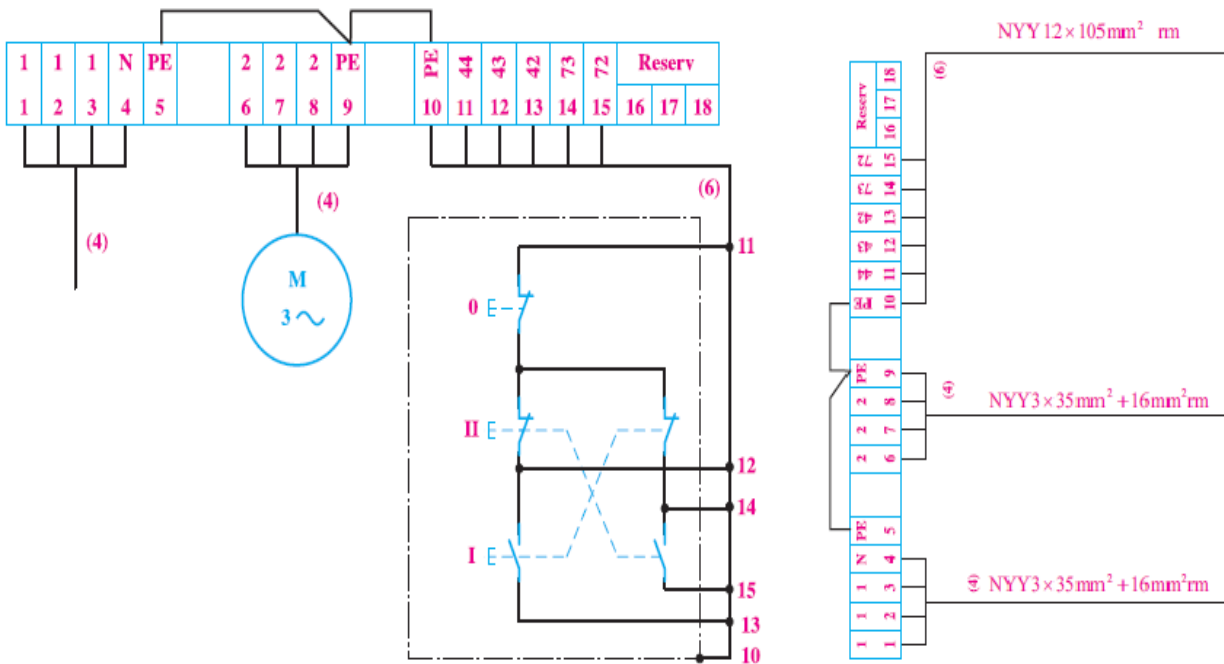 1 1 1 N PE 2 2 2 PE PE 44 43 42 73 72 Reserv
1 2 3 4 5 6 7 8 9 10 11 12 13 14 15 16 17 18
(4)
(4)
(6)
M
3
11
0
II
12
14
I
15
13
10
NYY 12×105mm² rm
(6)
Reserv 16 17 18
72 15
73 14
42 13
43 12
44 11
PE 10
PE 9
2 8
2 7
2 6
(4)
NYY3×35mm²+16mm²rm
PE 5
N 4
1 3
1 2
1 1
(4) NYY3×35mm²+16mm²rm